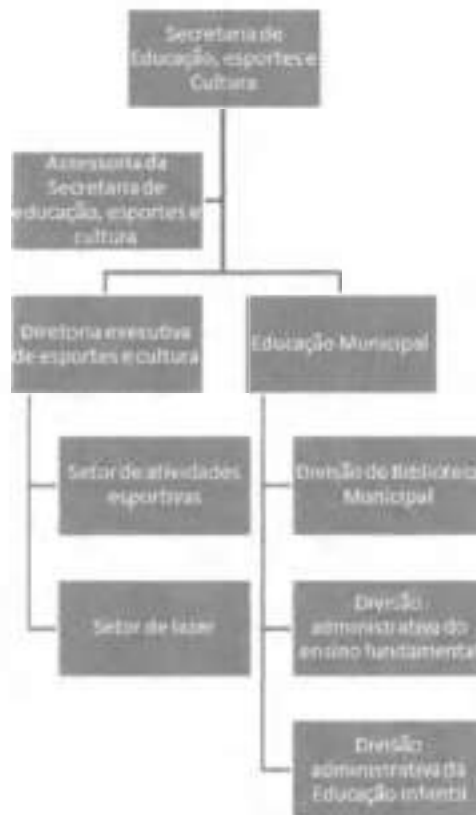 Secretaria de
Educação, esportes e
Cultura
Assessoria da
Secretaria de
educação, esportes e
cultura
Diretoria executiva
de esportes e cultura
Educação Municipal
Setor de atividades
esportivas
Divisão de Biblioteca
Municipal
Setor de lazer
Divisão
administrativa do
ensino fundamental
Divisão
administrativa da
Educação Infantil